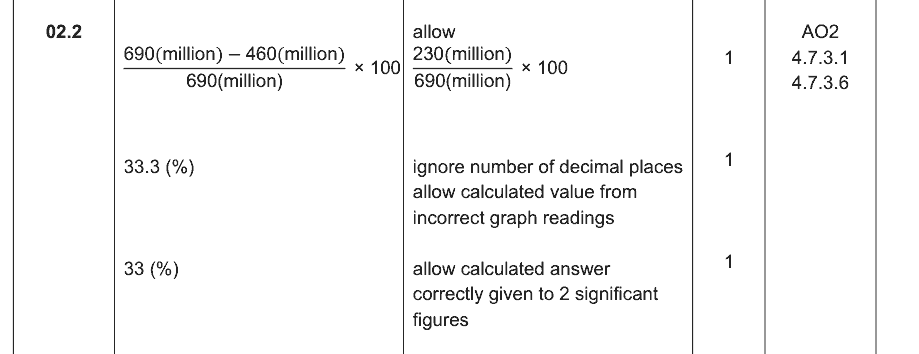 02.2
690(million) – 460(million)
690(million)
× 100
allow
230(million)
690(million)
× 100
1
AO2
4.7.3.1
4.7.3.6
33.3 (%)
ignore number of decimal places
allow calculated value from
incorrect graph readings
1
33 (%)
allow calculated answer
correctly given to 2 significant
figures
1